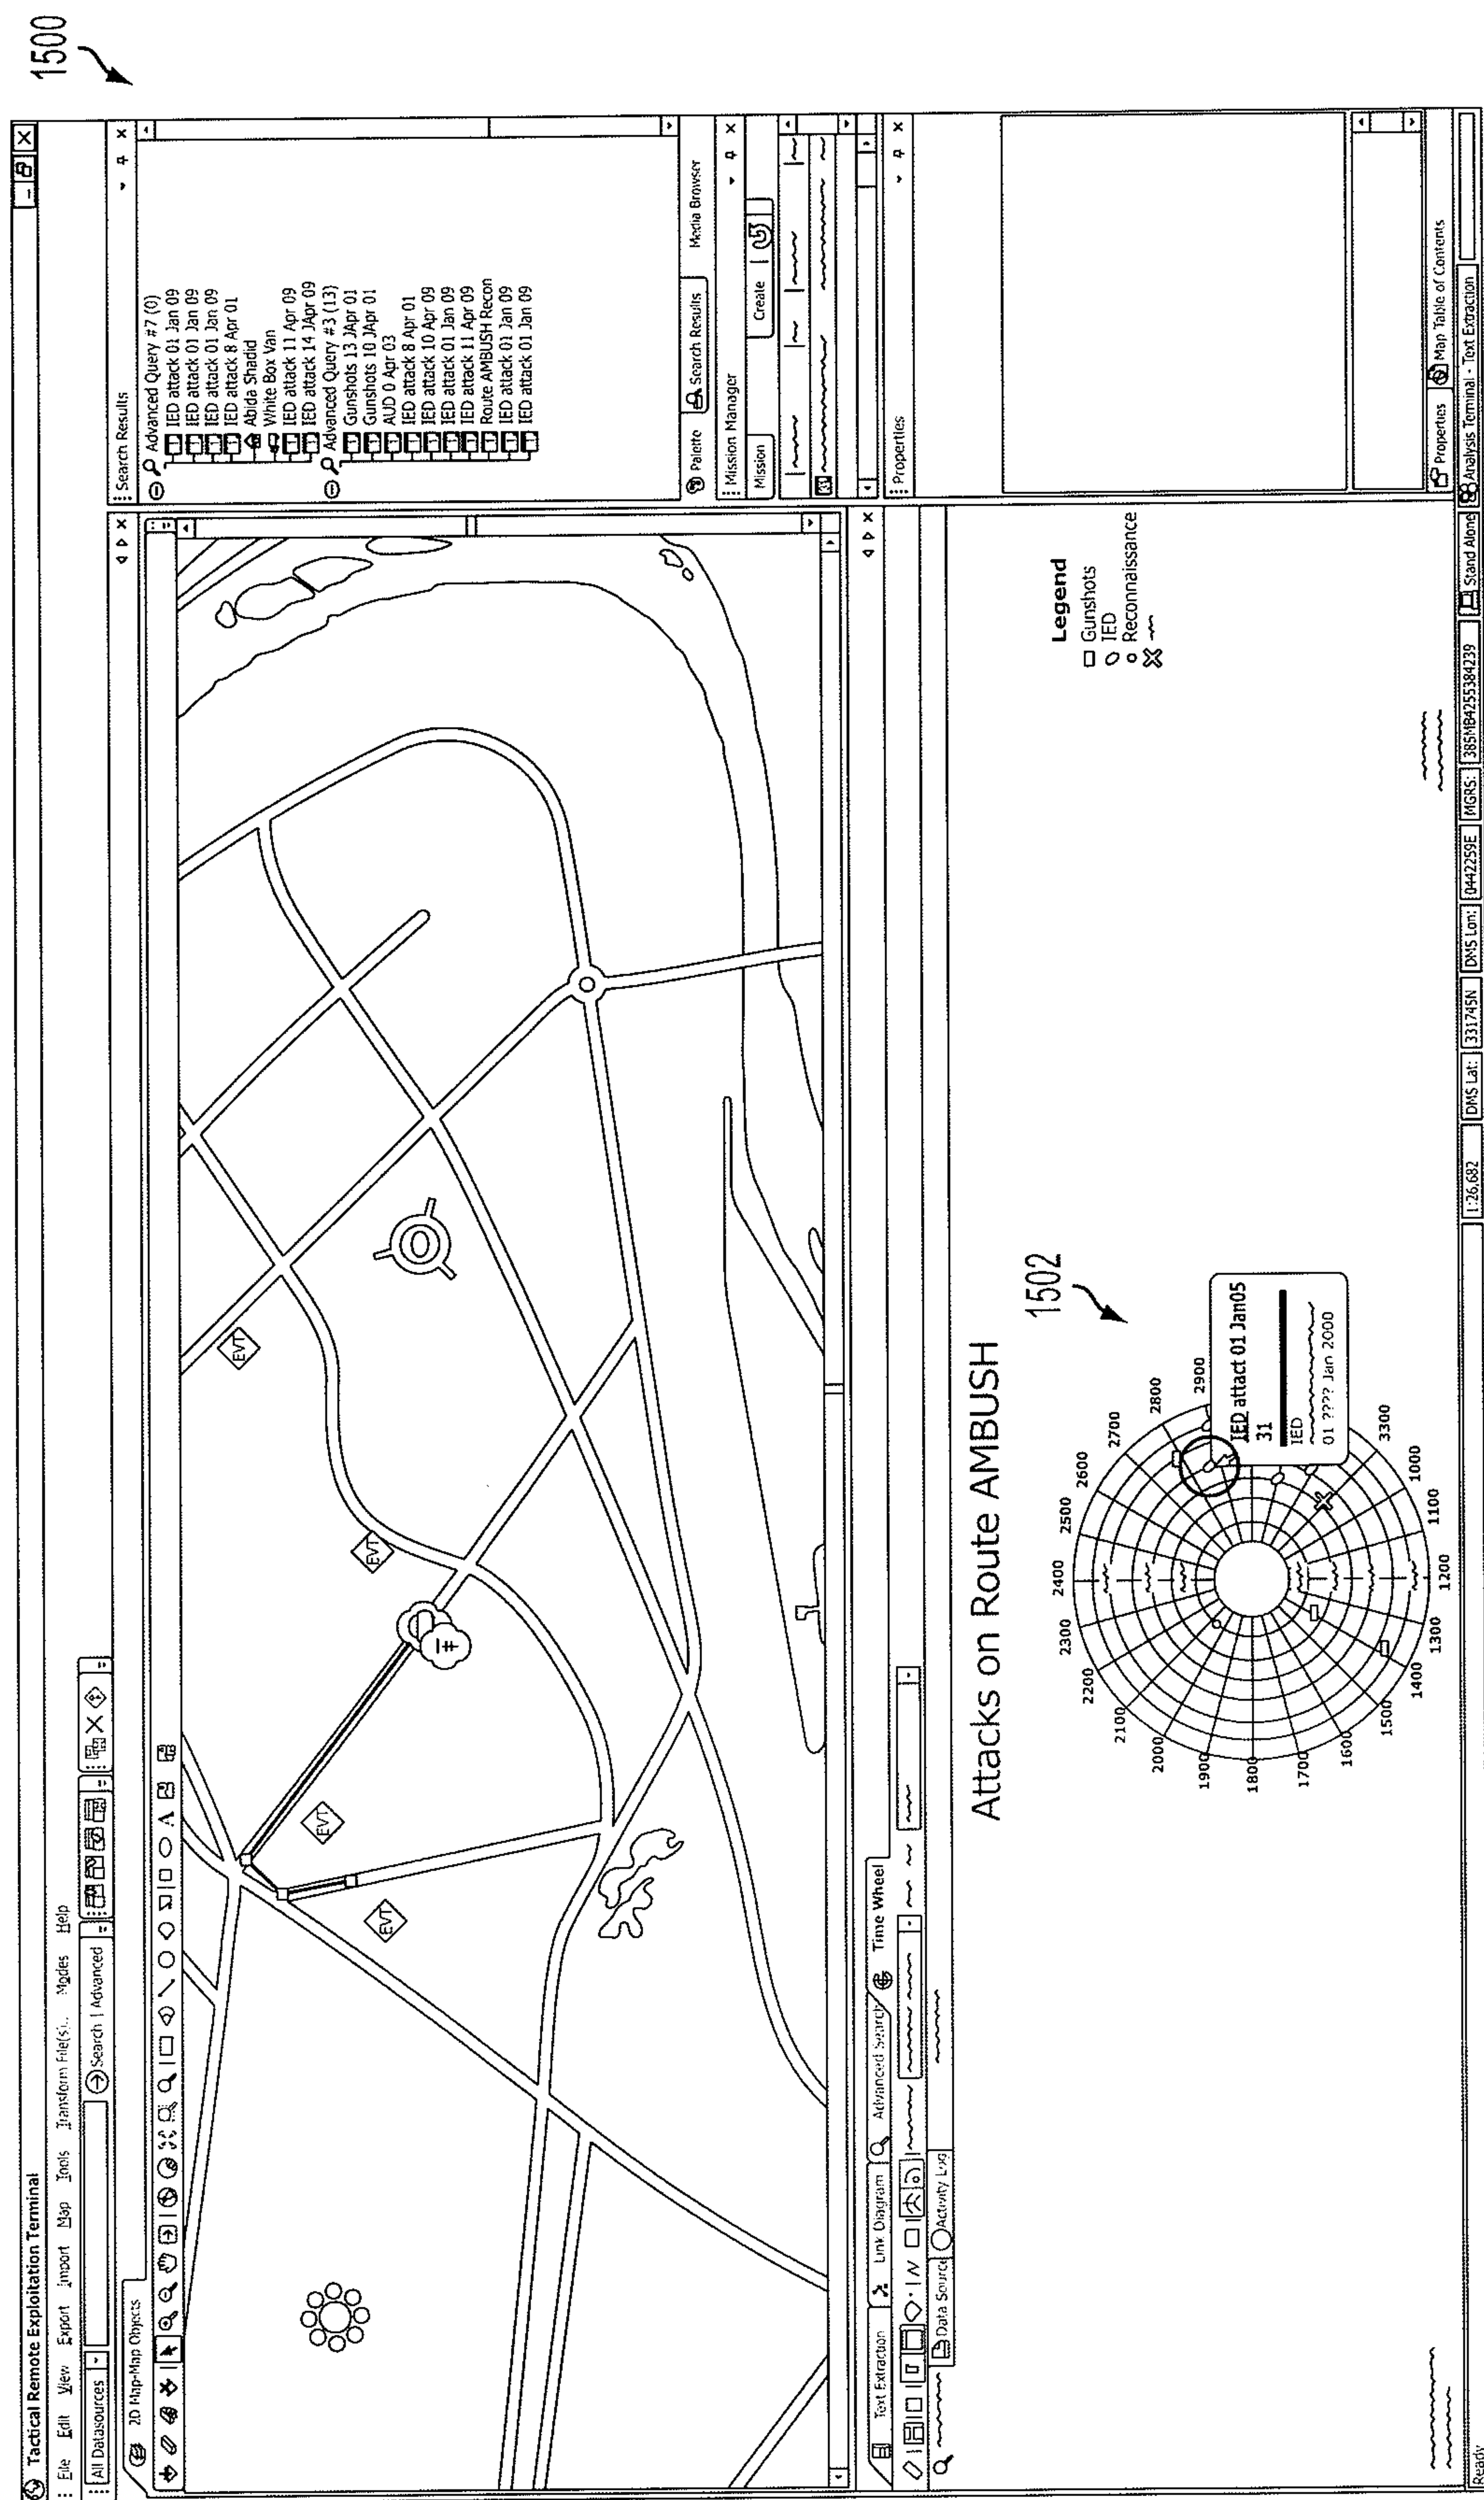 1500
Tactical Remote Exploitation Terminal
File Edit View Export Import Map Tools Transform File(s)... Modes Help
All Datasources Search | Advanced
2D Map-Map Objects
EVT
EVT
EVT
EVT
Search Results
Advanced Query #7 (0)
IED attack 01 Jan 09
IED attack 01 Jan 09
IED attack 01 Jan 09
IED attack 8 Apr 01
Abida Shadid
White Box Van
IED attack 11 Apr 09
IED attack 14 JApr 09
Advanced Query #3 (13)
Gunshots 13 JApr 01
Gunshots 10 JApr 01
AUD 0 Apr 03
IED attack 8 Apr 01
IED attack 10 Apr 09
IED attack 01 Jan 09
IED attack 11 Apr 09
Route AMBUSH Recon
IED attack 01 Jan 09
IED attack 01 Jan 09
Palette Search Results Media Browser
Mission Manager
Mission Create
Properties
Properties Map Table of Contents
Text Extraction Link Diagram Advanced Search Time Wheel
Data Source Activity Log
Attacks on Route AMBUSH
1502
2400
2500
2600
2700
2800
2900
3300
1000
1100
1200
1300
1400
1500
1600
1700
1800
1900
2000
2100
2200
2300
IED attact 01 Jan05
31
IED
01 ???? Jan 2000
Legend
Gunshots
IED
Reconnaissance
Ready 1:26,682 DMS Lat: 331745N DMS Lon: 0442259E MGRS: 38SMB4255384239 Stand Alone Analysis Terminal - Text Extraction